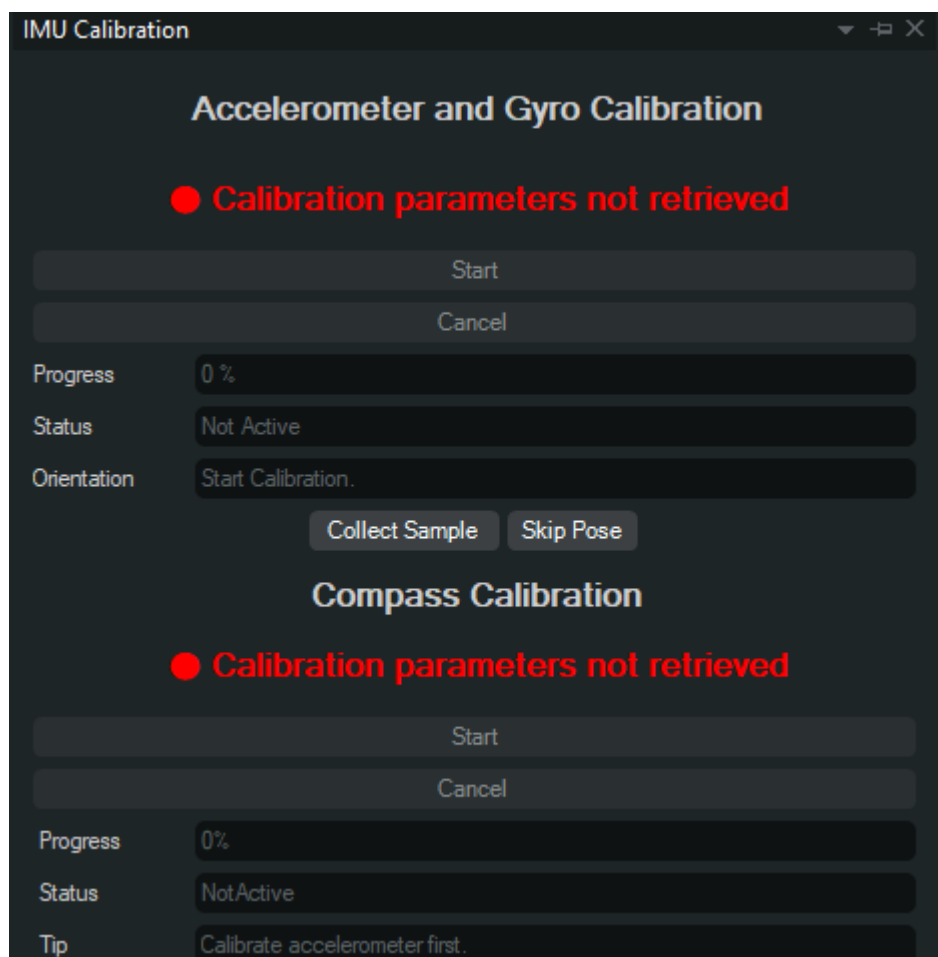 IMU Calibration
Accelerometer and Gyro Calibration
Calibration parameters not retrieved
Start
Cancel
Progress 0 %
Status Not Active
Orientation Start Calibration.
Collect Sample Skip Pose
Compass Calibration
Calibration parameters not retrieved
Start
Cancel
Progress 0%
Status NotActive
Tip Calibrate accelerometer first.